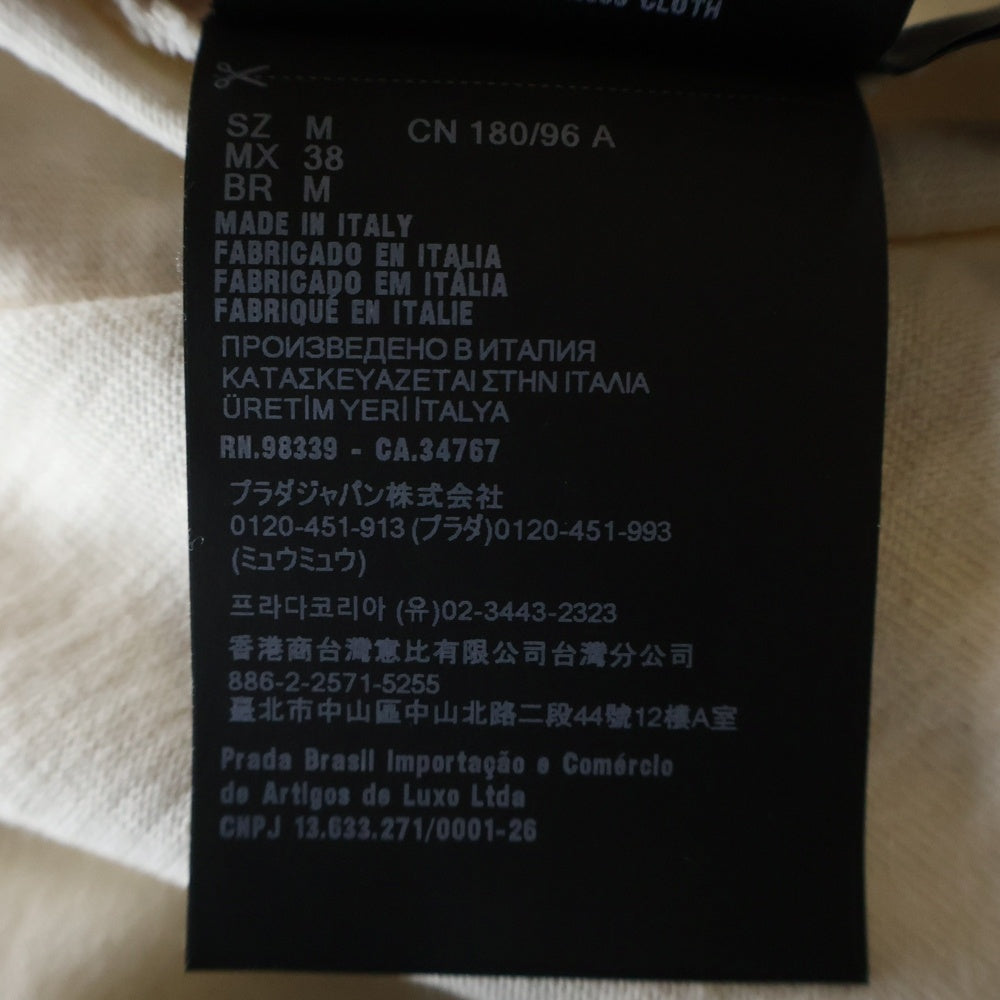 CLOTH
SZ M CN 180/96 A
MX 38
BR M
MADE IN ITALY
FABRICADO EN ITALIA
FABRICADO EM ITÁLIA
FABRIQUÉ EN ITALIE
ПРОИЗВЕДЕНО В ИТАЛИЯ
ΚΑΤΑΣΚΕΥΑΖΕΤΑΙ ΣΤΗΝ ΙΤΑΛΙΑ
ÜRETİM YERİ İTALYA
RN.98339 - CA.34767
プラダジャパン株式会社
0120-451-913 (プラダ)0120-451-993
(ミュウミュウ)
프라다코리아 (유)02-3443-2323
香港商台灣惠比有限公司台灣分公司
886-2-2571-5255
臺北市中山區中山北路二段44號12樓A室
Prada Brasil Importação e Comércio
de Artigos de Luxo Ltda
CNPJ 13.633.271/0001-26